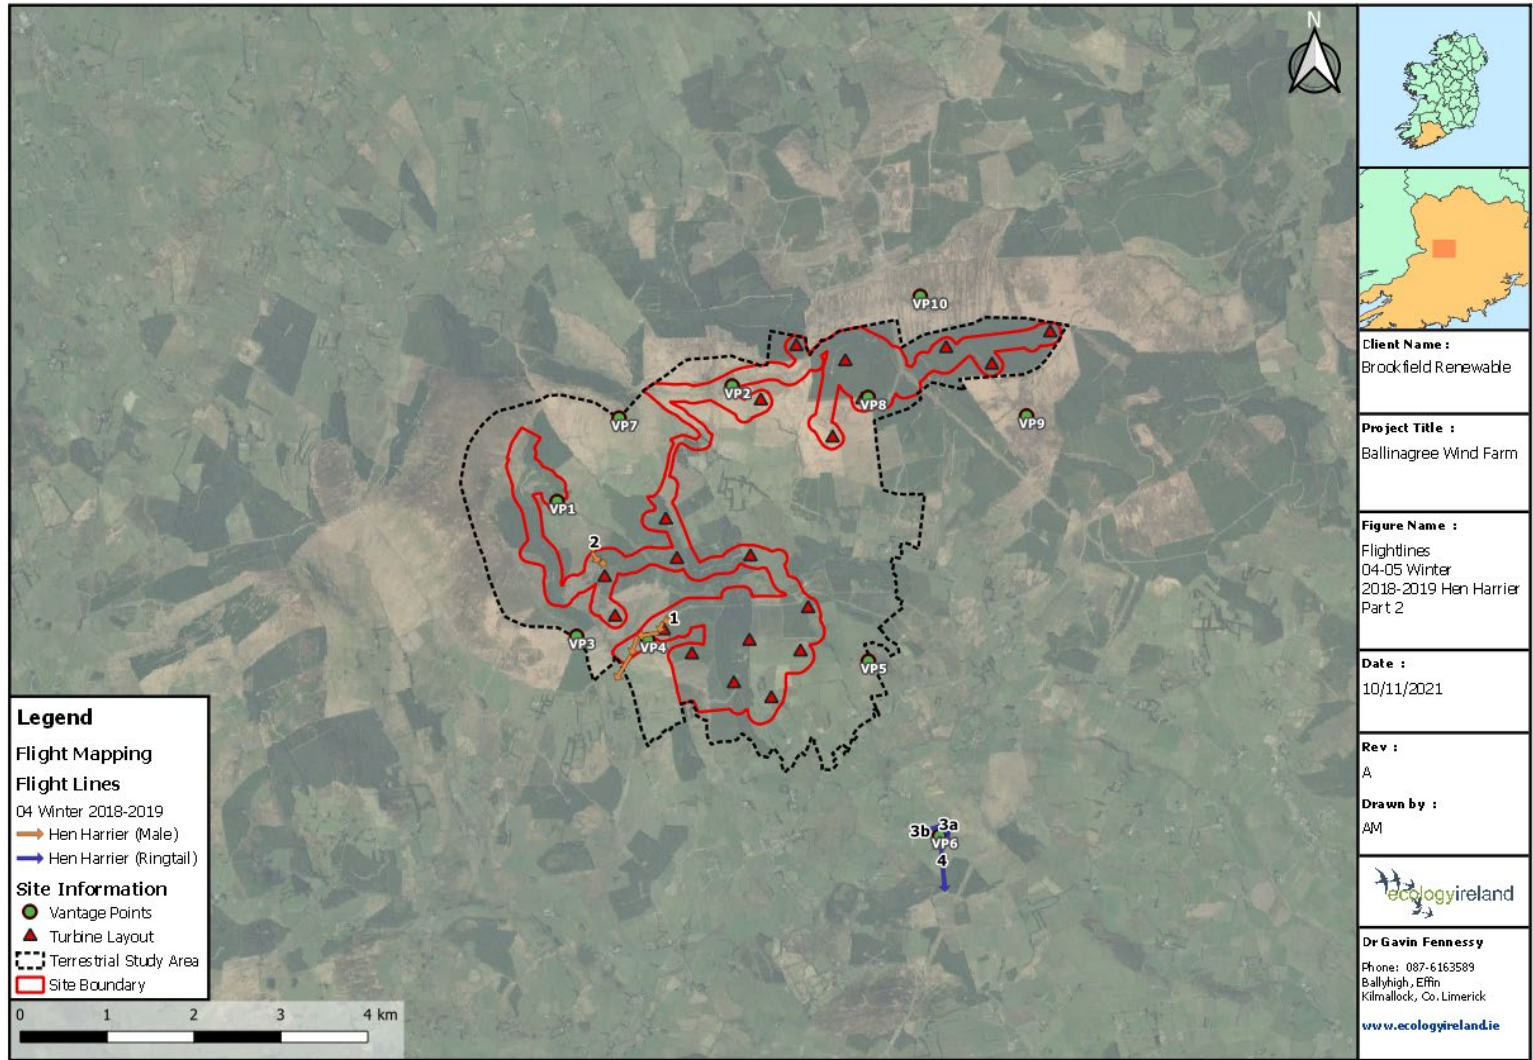 N
VP10
VP2
VP8
VP7
VP9
VP1
2
1
VP3
VP4
VP5
3b
3a
VP6
4
Legend
Flight Mapping
Flight Lines
04 Winter 2018-2019
Hen Harrier (Male)
Hen Harrier (Ringtail)
Site Information
Vantage Points
Turbine Layout
Terrestrial Study Area
Site Boundary
0 1 2 3 4 km
Client Name :
Brookfield Renewable
Project Title :
Ballinagree Wind Farm
Figure Name :
Flightlines
04-05 Winter
2018-2019 Hen Harrier
Part 2
Date :
10/11/2021
Rev :
A
Drawn by :
AM
ecologyireland
Dr Gavin Fennessy
Phone: 087-6163589
Ballyhigh, Effin
Kilmallock, Co. Limerick
www.ecologyireland.ie